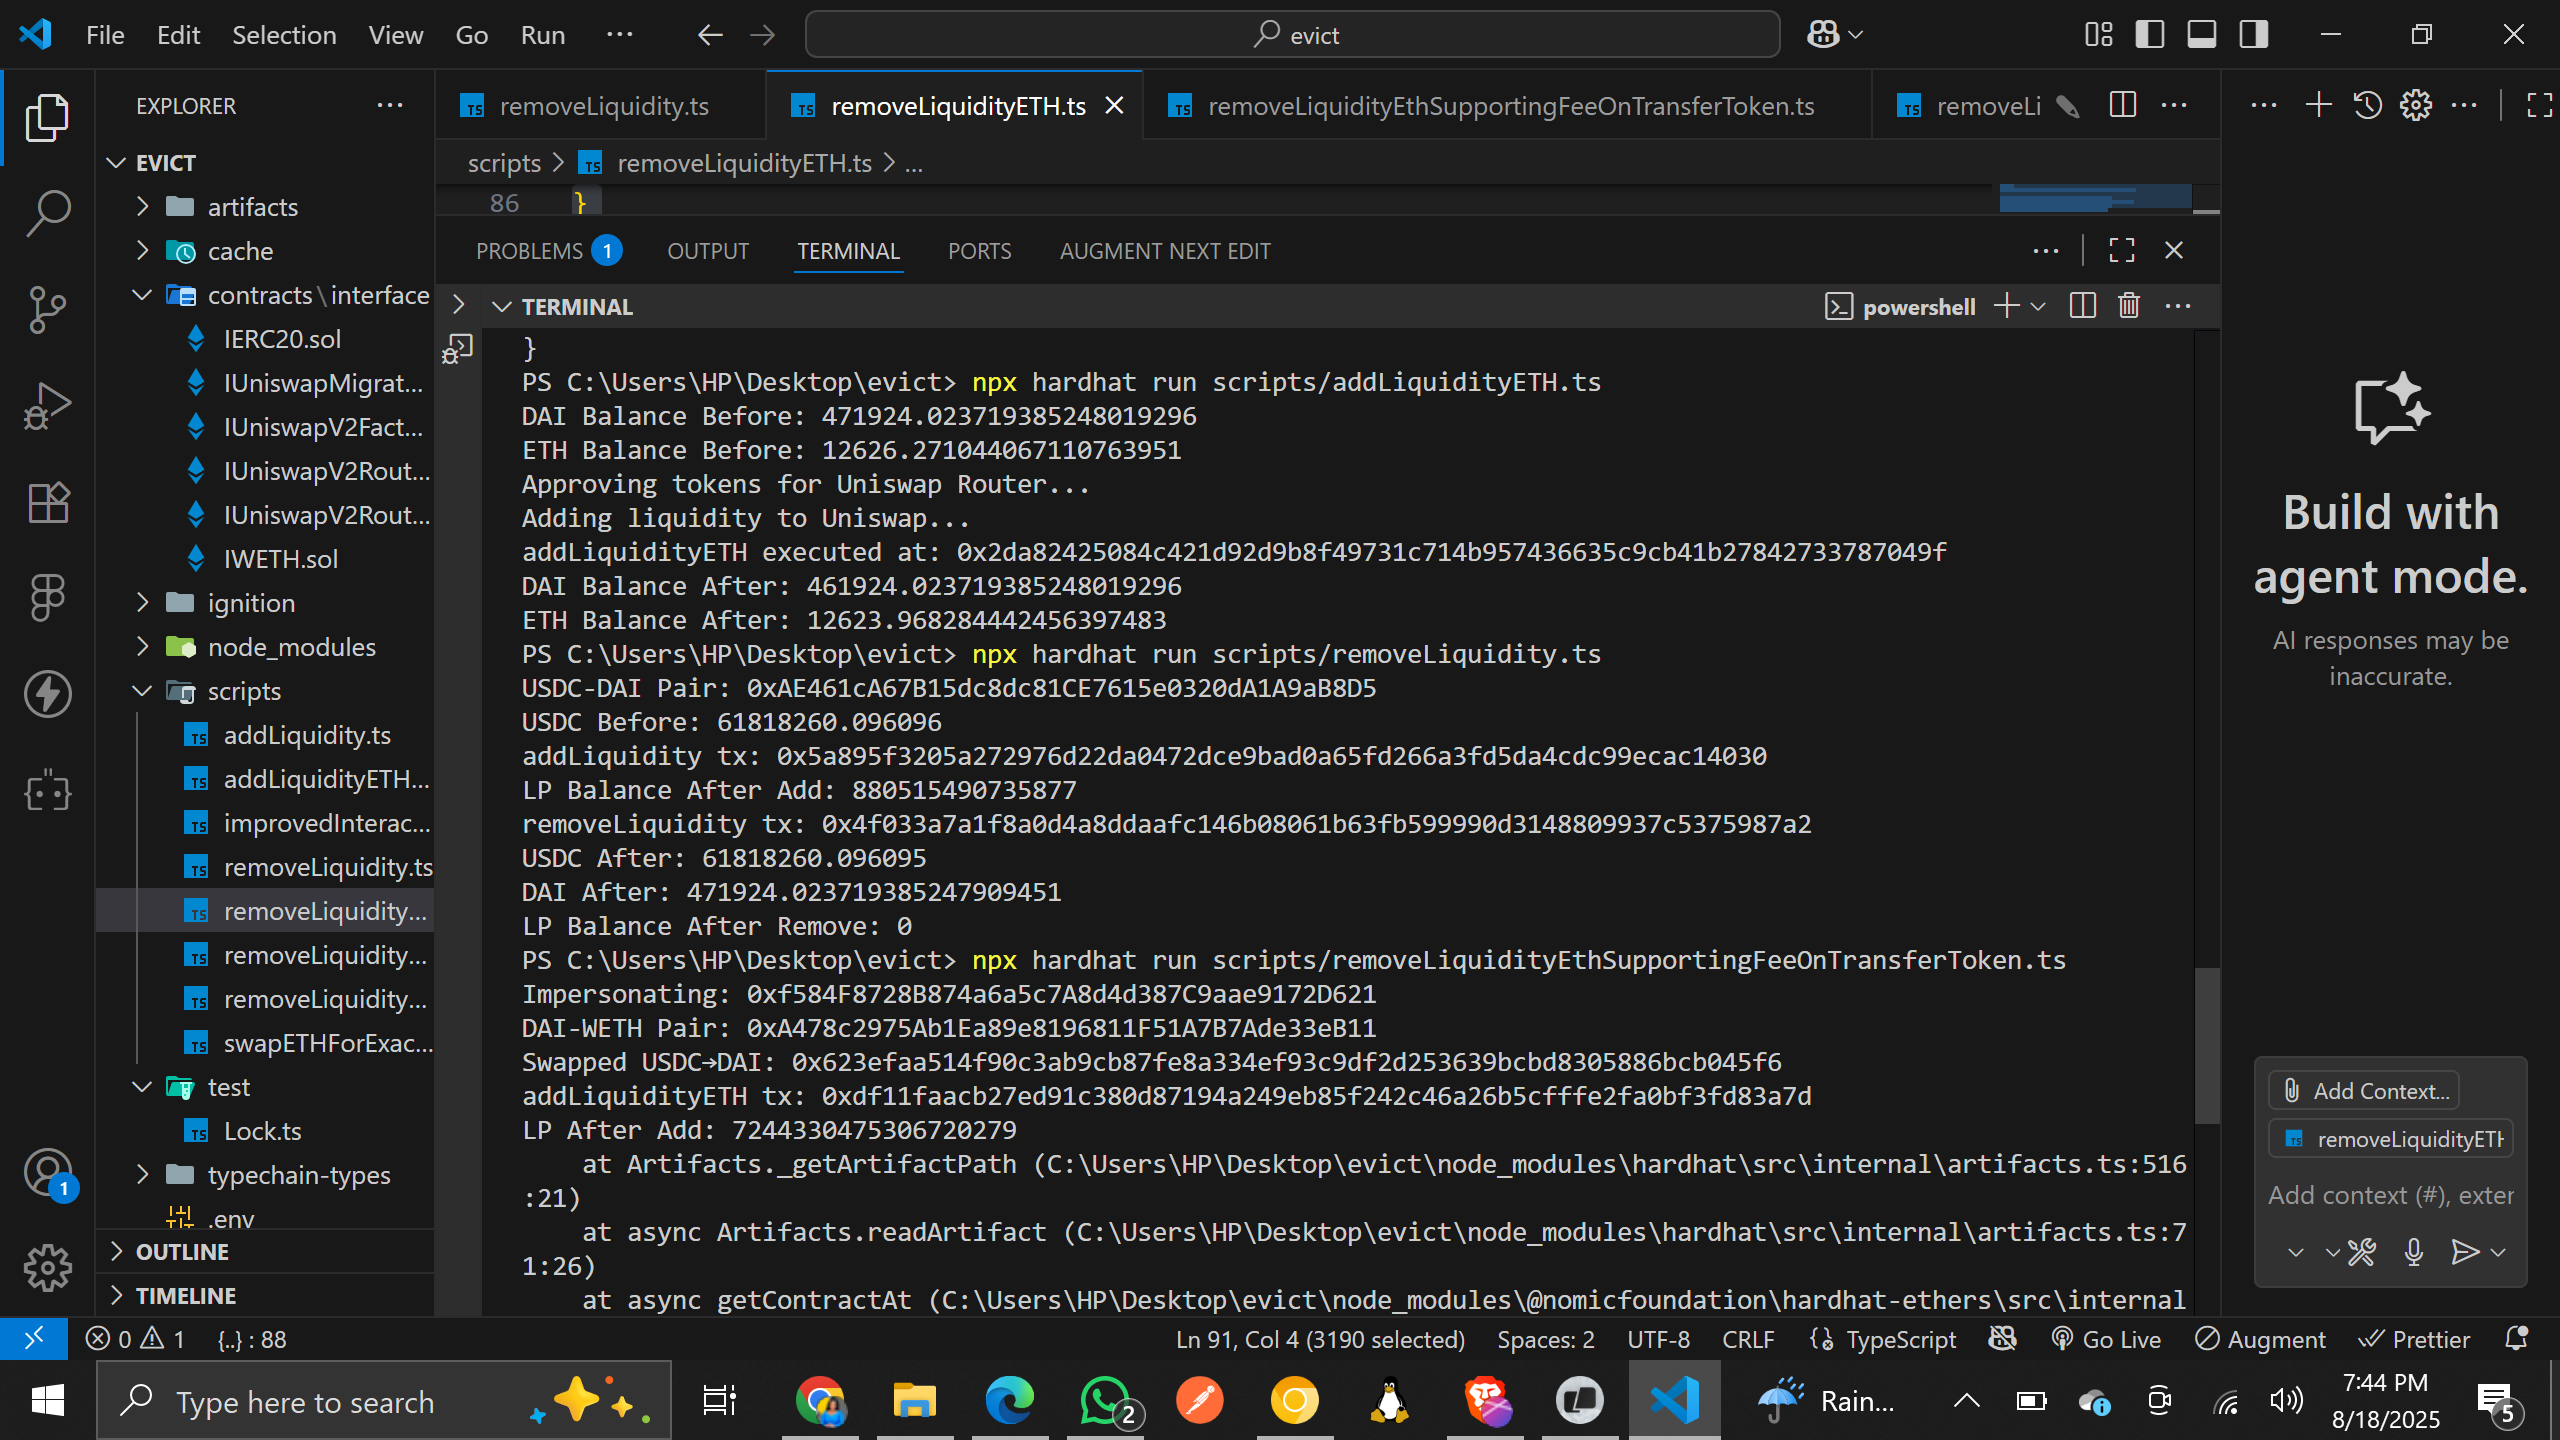 File Edit Selection View Go Run ... evict
EXPLORER
EVICT
artifacts
cache
contracts\interface
IERC20.sol
IUniswapMigrat...
IUniswapV2Fact...
IUniswapV2Rout...
IUniswapV2Rout...
IWETH.sol
ignition
node_modules
scripts
addLiquidity.ts
addLiquidityETH...
improvedInterac...
removeLiquidity.ts
removeLiquidity...
removeLiquidity...
removeLiquidity...
swapETHForExac...
test
Lock.ts
typechain-types
.env
OUTLINE
TIMELINE
removeLiquidity.ts removeLiquidityETH.ts removeLiquidityEthSupportingFeeOnTransferToken.ts removeLi
scripts > removeLiquidityETH.ts > ...
86 }
PROBLEMS 1 OUTPUT TERMINAL PORTS AUGMENT NEXT EDIT
TERMINAL powershell
}
PS C:\Users\HP\Desktop\evict> npx hardhat run scripts/addLiquidityETH.ts
DAI Balance Before: 471924.023719385248019296
ETH Balance Before: 12626.271044067110763951
Approving tokens for Uniswap Router...
Adding liquidity to Uniswap...
addLiquidityETH executed at: 0x2da82425084c421d92d9b8f49731c714b957436635c9cb41b27842733787049f
DAI Balance After: 461924.023719385248019296
ETH Balance After: 12623.968284442456397483
PS C:\Users\HP\Desktop\evict> npx hardhat run scripts/removeLiquidity.ts
USDC-DAI Pair: 0xAE461cA67B15dc8dc81CE7615e0320dA1A9aB8D5
USDC Before: 61818260.096096
addLiquidity tx: 0x5a895f3205a272976d22da0472dce9bad0a65fd266a3fd5da4cdc99ecac14030
LP Balance After Add: 880515490735877
removeLiquidity tx: 0x4f033a7a1f8a0d4a8ddaafc146b08061b63fb599990d3148809937c5375987a2
USDC After: 61818260.096095
DAI After: 471924.023719385247909451
LP Balance After Remove: 0
PS C:\Users\HP\Desktop\evict> npx hardhat run scripts/removeLiquidityEthSupportingFeeOnTransferToken.ts
Impersonating: 0xf584F8728B874a6a5c7A8d4d387C9aae9172D621
DAI-WETH Pair: 0xA478c2975Ab1Ea89e8196811F51A7B7Ade33eB11
Swapped USDC→DAI: 0x623efaa514f90c3ab9cb87fe8a334ef93c9df2d253639bcbd8305886bcb045f6
addLiquidityETH tx: 0xdf11faacb27ed91c380d87194a249eb85f242c46a26b5cfffe2fa0bf3fd83a7d
LP After Add: 7244330475306720279
at Artifacts._getArtifactPath (C:\Users\HP\Desktop\evict\node_modules\hardhat\src\internal\artifacts.ts:516
:21)
at async Artifacts.readArtifact (C:\Users\HP\Desktop\evict\node_modules\hardhat\src\internal\artifacts.ts:7
1:26)
at async getContractAt (C:\Users\HP\Desktop\evict\node_modules\@nomicfoundation\hardhat-ethers\src\internal
Build with
agent mode.
AI responses may be
inaccurate.
Add Context...
removeLiquidityETH
Add context (#), exter
1
0 1 {..} : 88 Ln 91, Col 4 (3190 selected) Spaces: 2 UTF-8 CRLF TypeScript Go Live Augment Prettier
Type here to search 2 Rain... 7:44 PM
8/18/2025 5